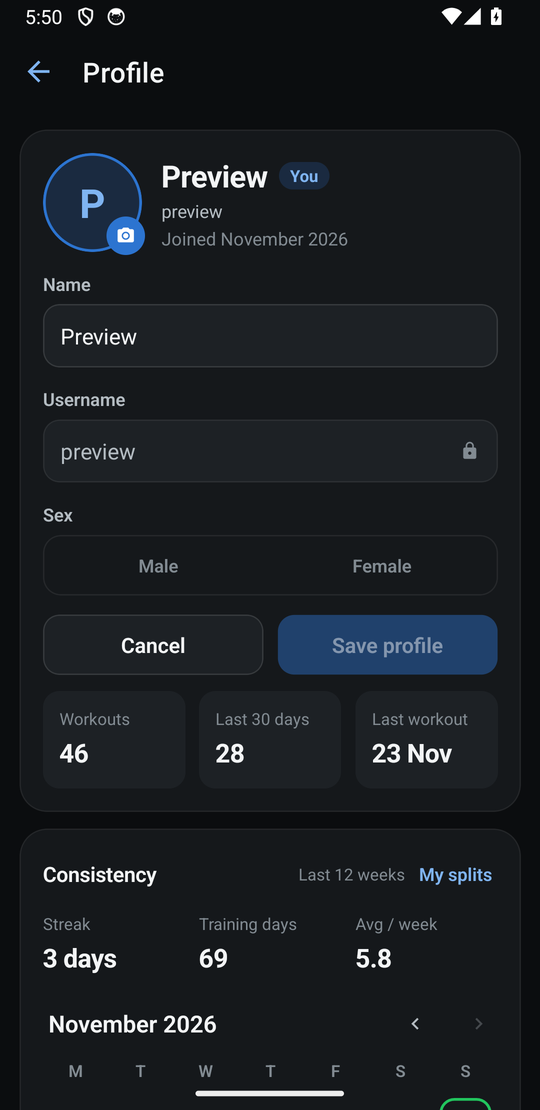 5:50
Profile
P
Preview You
preview
Joined November 2026
Name
Preview
Username
preview
Sex
Male Female
Cancel Save profile
Workouts Last 30 days Last workout
46 28 23 Nov
Consistency Last 12 weeks My splits
Streak Training days Avg / week
3 days 69 5.8
November 2026
M T W T F S S